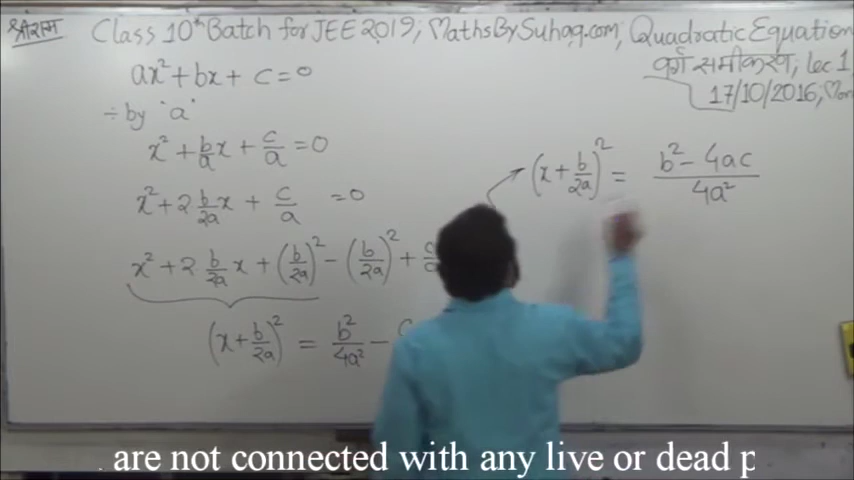 श्रीराम
Class 10th Batch for JEE 2019; MathsBySuhag.com; Quadratic Equation
वर्ग समीकरण; Lec 1
17/10/2016, Mon
ax² + bx + c = 0
÷ by 'a'
x² + b/a x + c/a = 0
x² + 2 b/2a x + c/a = 0
x² + 2 b/2a x + (b/2a)² - (b/2a)² + c/a
(x + b/2a)² = b²/4a² - c
(x + b/2a)² = b² - 4ac / 4a²
. are not connected with any live or dead p